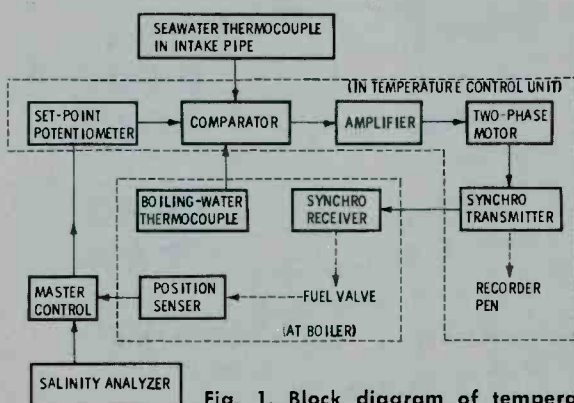 SEAWATER THERMOCOUPLE
IN INTAKE PIPE
(IN TEMPERATURE CONTROL UNIT)
SET-POINT
POTENTIOMETER
COMPARATOR
AMPLIFIER
TWO-PHASE
MOTOR
BOILING-WATER
THERMOCOUPLE
SYNCHRO
RECEIVER
SYNCHRO
TRANSMITTER
MASTER
CONTROL
POSITION
SENSER
FUEL VALVE
RECORDER
PEN
(AT BOILER)
SALINITY ANALYZER
Fig. 1. Block diagram of tempera